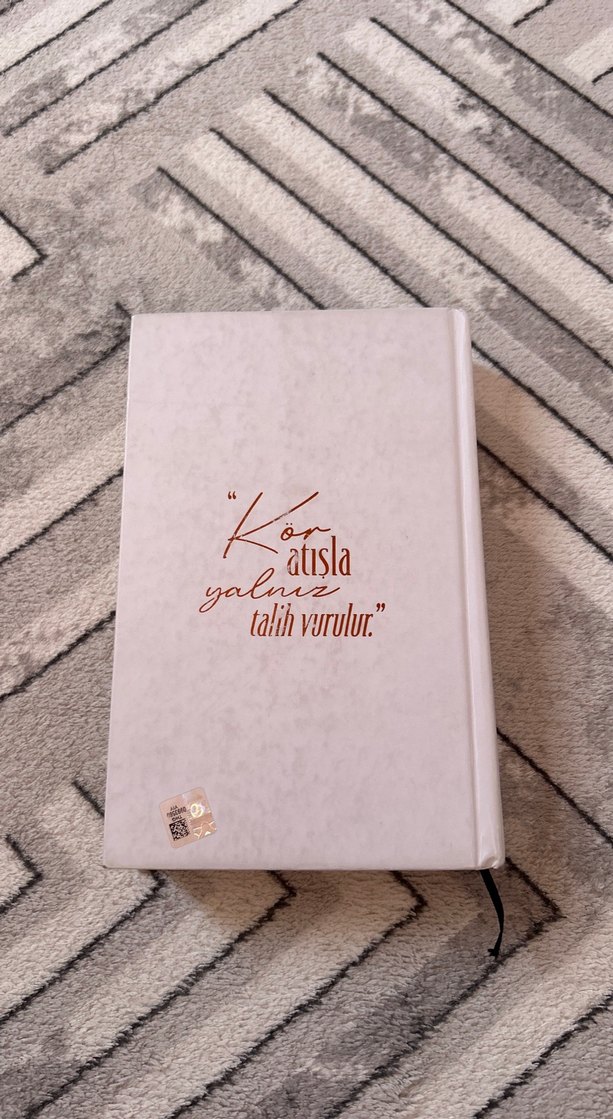 “Kör
atışla
yalnız
talih vurulur.”